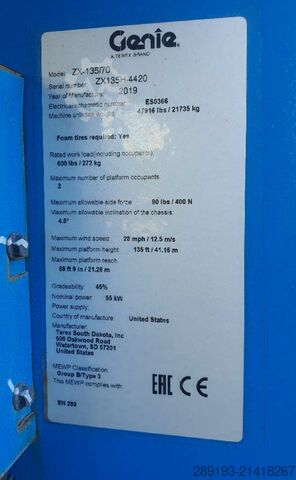 Genie
A TEREX BRAND
Model: ZX-135/70
Serial number: ZX135H-4420
Year of Manufacture: 2019
Electrical schematic number: ES0366
Machine unladen weight: 47916 lbs / 21735 kg
Foam tires required: Yes
Rated work load (including occupants):
600 lbs / 272 kg
Maximum number of platform occupants
2
Maximum allowable side force: 90 lbs / 400 N
Maximum allowable inclination of the chassis:
4.5°
Maximum wind speed 28 mph / 12.5 m/s
Maximum platform height: 135 ft / 41.15 m
Maximum platform reach
69 ft 9 in / 21.26 m
Gradeability: 45%
Nominal power: 55 kW
Power supply:
Country of manufacture: United States
Manufacturer:
Terex South Dakota, Inc
500 Oakwood Road
Watertown, SD 57201
United States
MEWP Classification:
Group B/Type 3
This MEWP complies with:
EN 280
EAC CE
289193-21418267